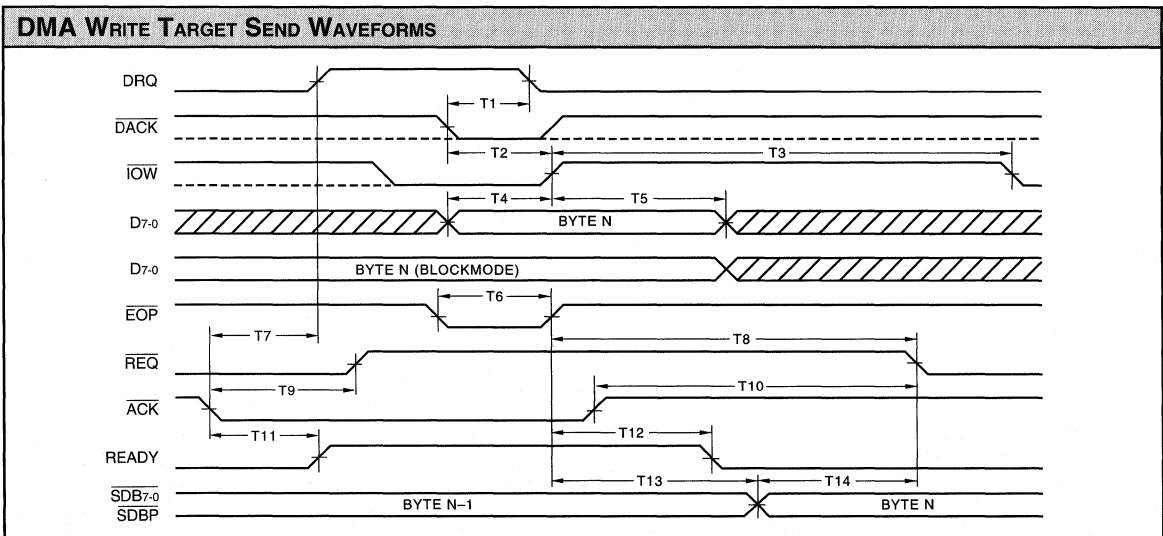 DMA WRITE TARGET SEND WAVEFORMS
DRQ
T1
DACK
T2
T3
IOW
T4
T5
D7-0
BYTE N
D7-0
BYTE N (BLOCKMODE)
T6
EOP
T7
T8
REQ
T9
T10
ACK
T11
T12
READY
T13
T14
SDB7-0
SDBP
BYTE N–1
BYTE N